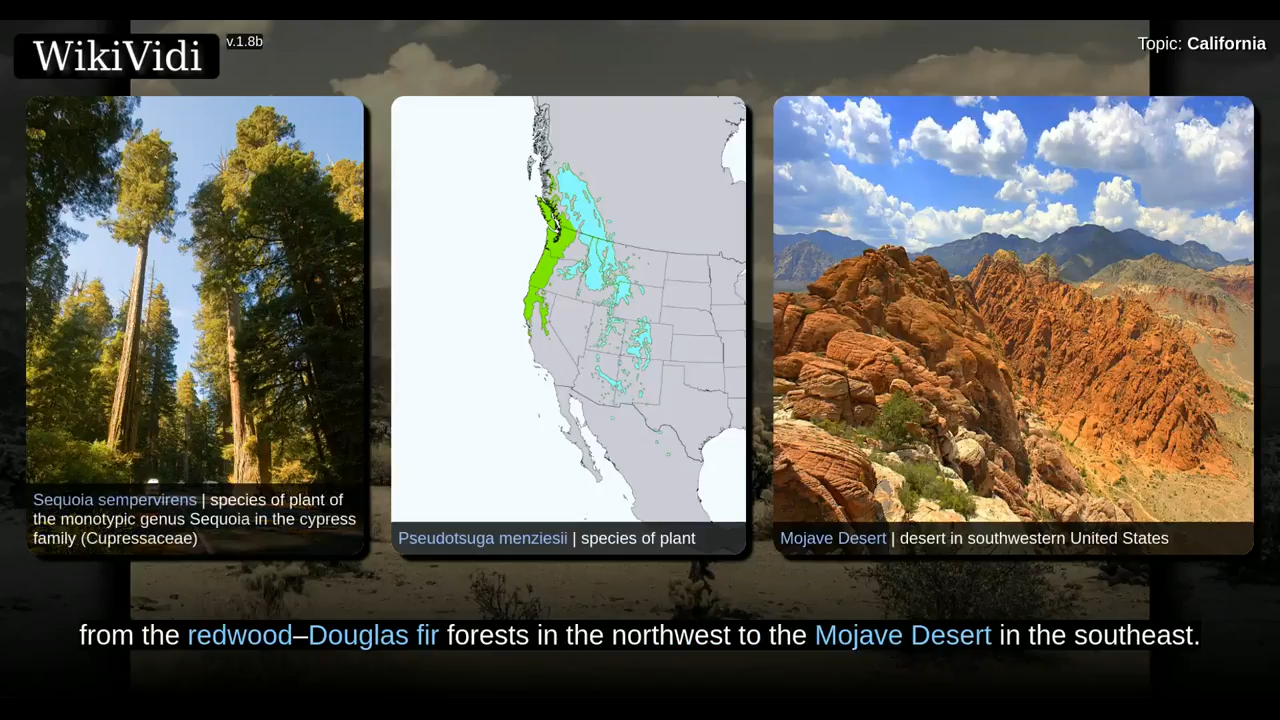 WikiVidi
v.1.8b
Topic: California
Sequoia sempervirens | species of plant of
the monotypic genus Sequoia in the cypress
family (Cupressaceae)
Pseudotsuga menziesii | species of plant
Mojave Desert | desert in southwestern United States
from the redwood–Douglas fir forests in the northwest to the Mojave Desert in the southeast.